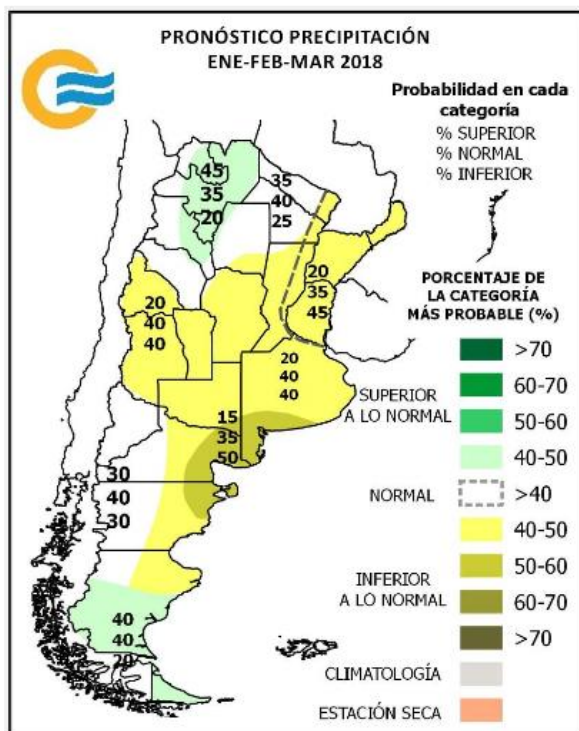 PRONÓSTICO PRECIPITACIÓN
ENE-FEB-MAR 2018
Probabilidad en cada
categoría
% SUPERIOR
% NORMAL
% INFERIOR
45
35
20
35
40
25
20
35
45
20
40
40
20
40
40
15
35
50
30
40
30
40
40
20
PORCENTAJE DE
LA CATEGORÍA
MÁS PROBABLE (%)
SUPERIOR
A LO NORMAL
>70
60-70
50-60
40-50
NORMAL
>40
INFERIOR
A LO NORMAL
40-50
50-60
60-70
>70
CLIMATOLOGÍA
ESTACIÓN SECA